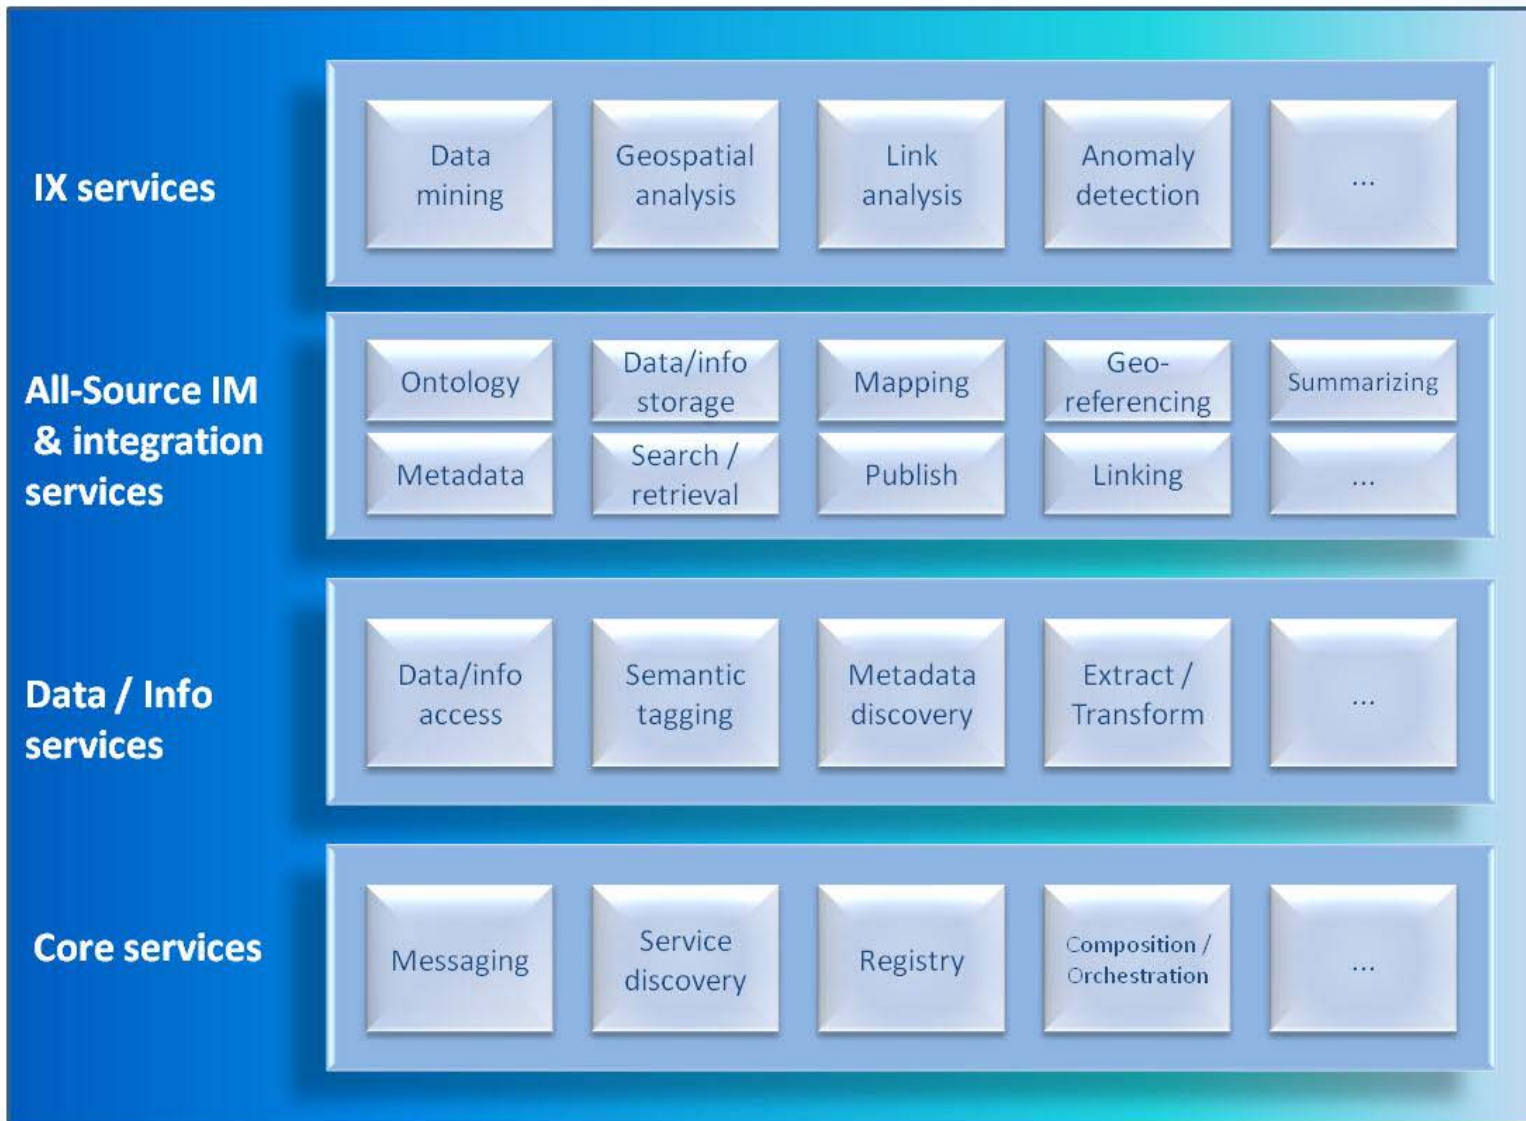 IX services
Data
mining
Geospatial
analysis
Link
analysis
Anomaly
detection
...
All-Source IM
& integration
services
Ontology
Data/info
storage
Mapping
Geo-
referencing
Summarizing
Metadata
Search /
retrieval
Publish
Linking
...
Data / Info
services
Data/info
access
Semantic
tagging
Metadata
discovery
Extract /
Transform
...
Core services
Messaging
Service
discovery
Registry
Composition /
Orchestration
...